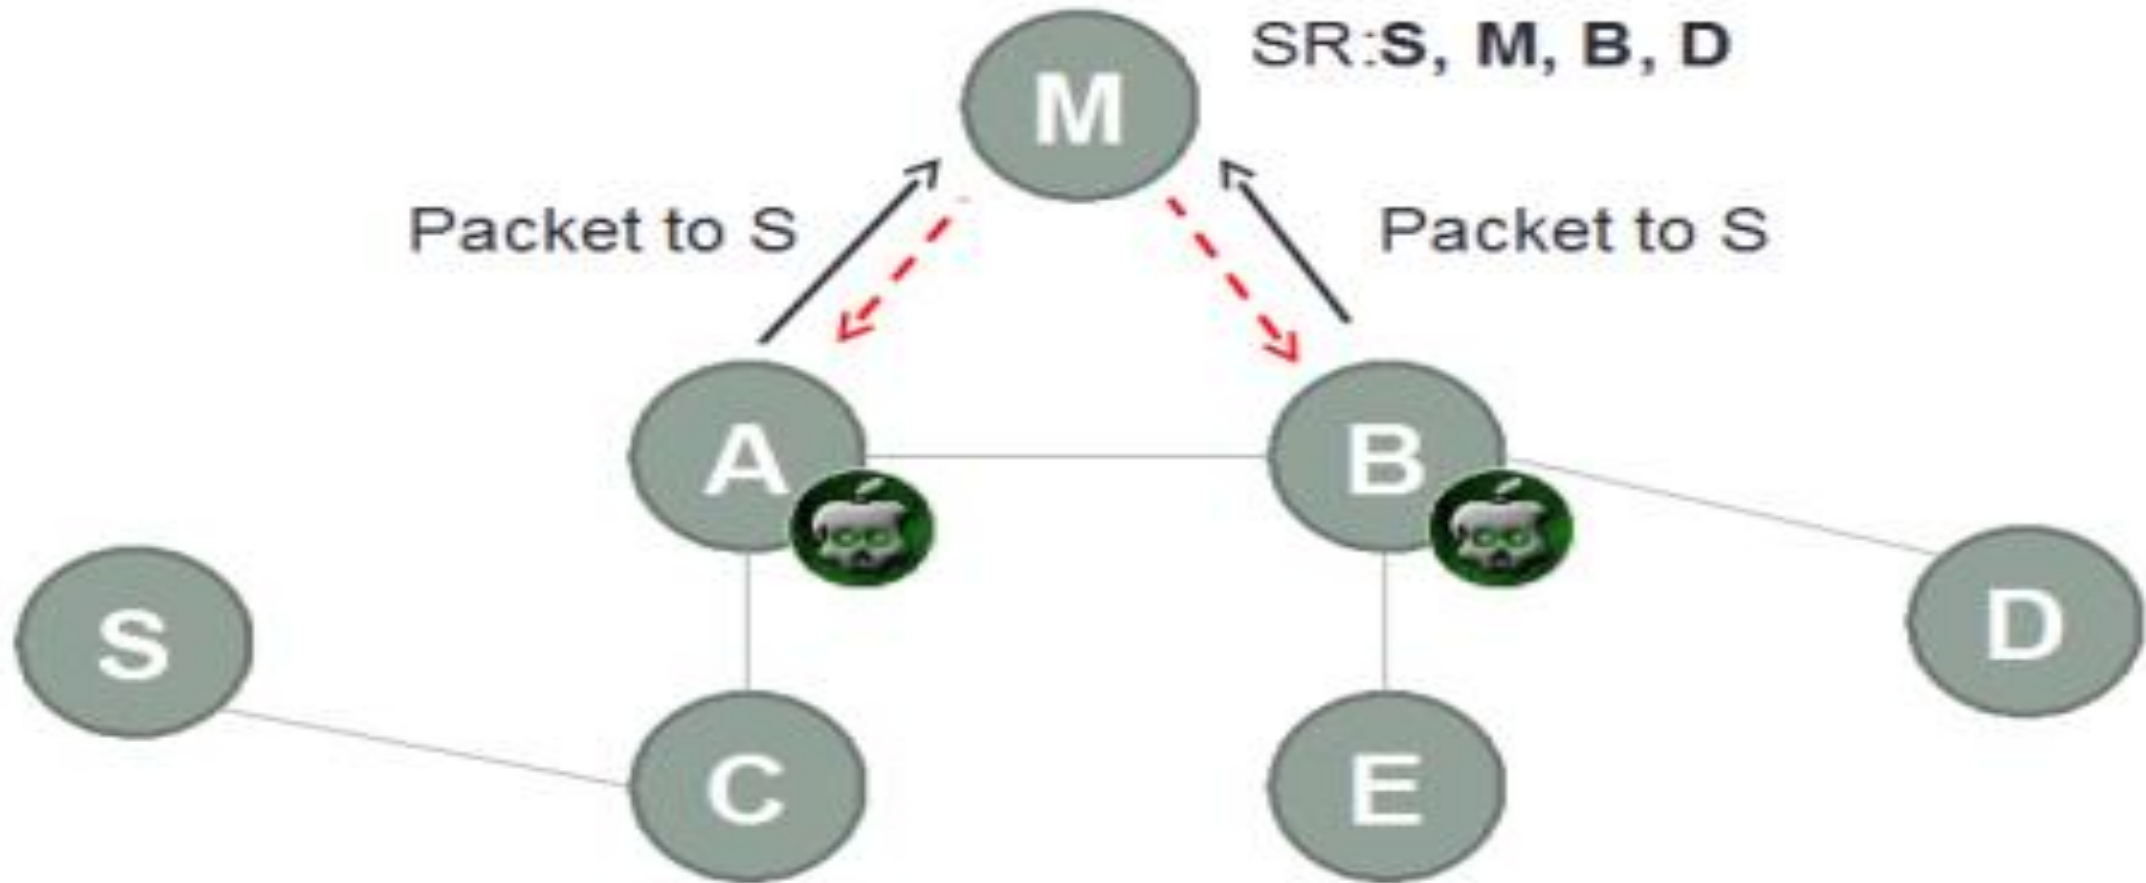 M
SR:S, M, B, D
Packet to S
Packet to S
A
B
S
D
C
E